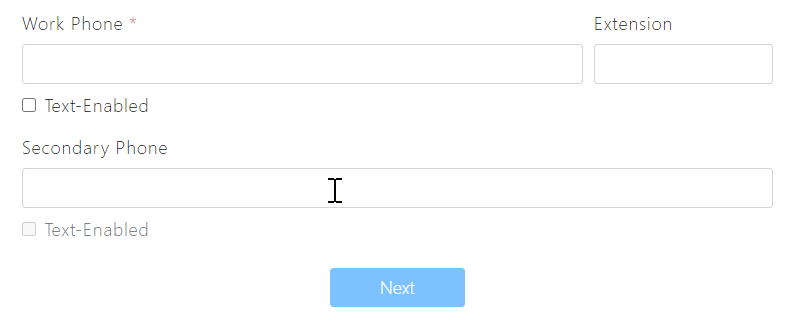 Work Phone * Extension
Text-Enabled
Secondary Phone
Text-Enabled
Next